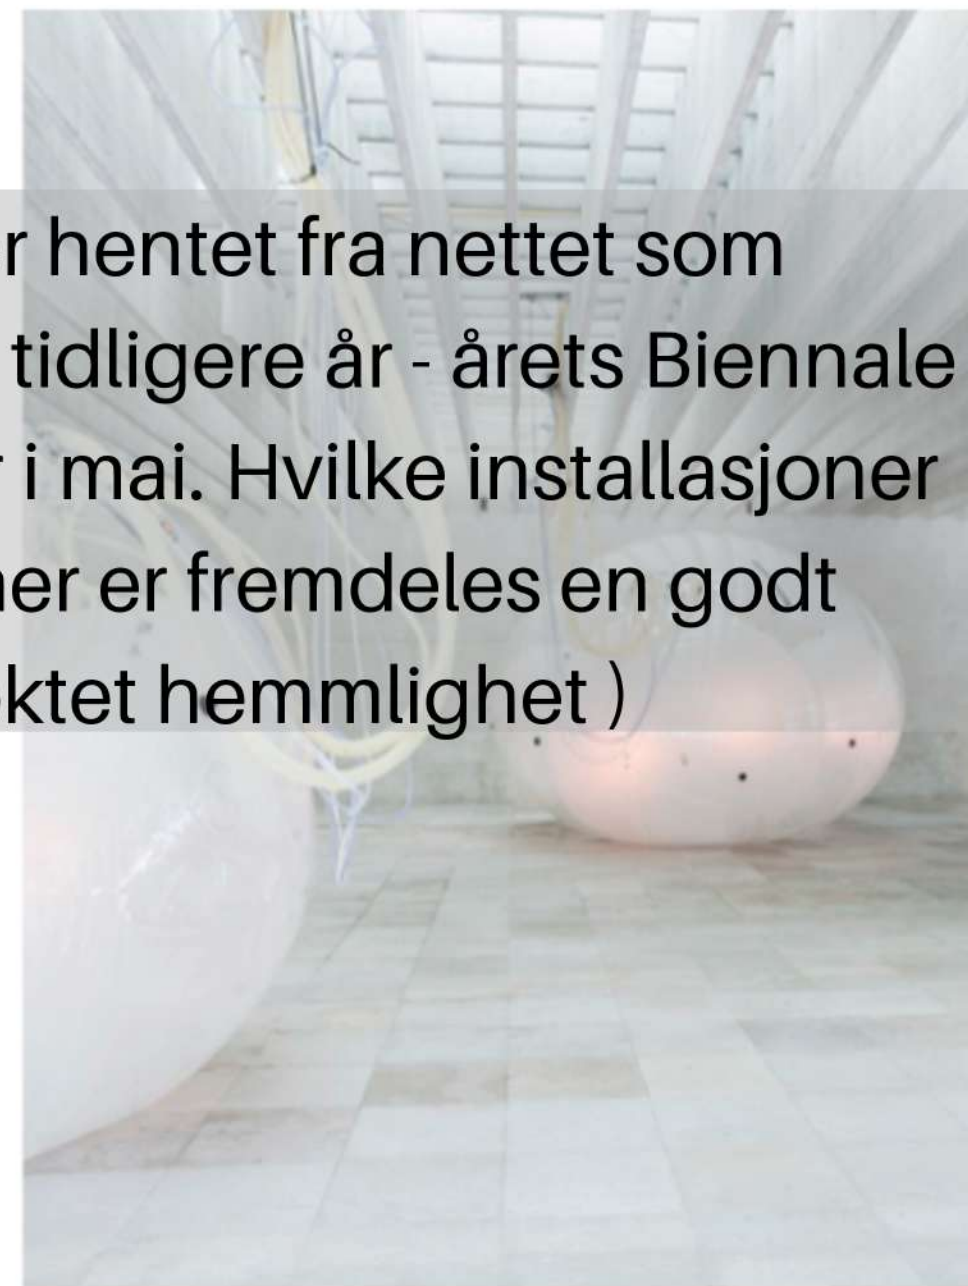 r hentet fra nettet som
tidligere år - årets Biennale
r i mai. Hvilke installasjoner
ner er fremdeles en godt
ktet hemmlighet )